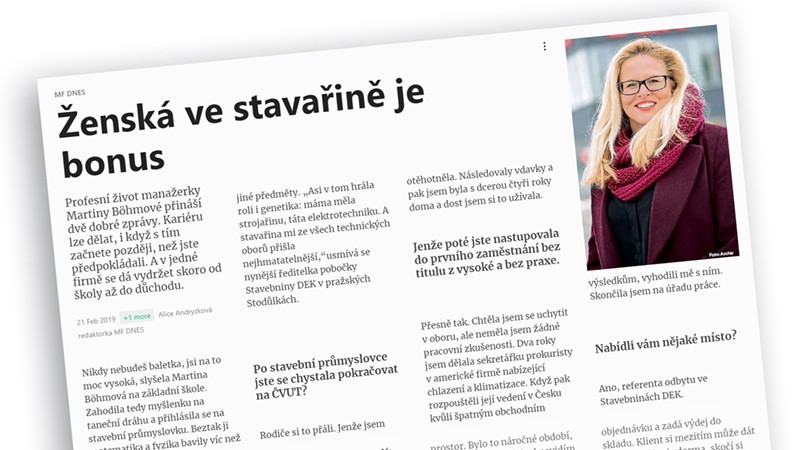 MF DNES
Ženská ve stavařině je
bonus
Profesní život manažerky
Martiny Böhmové přináší
dvě dobré zprávy. Kariéru
lze dělat, i když s tím
začnete později, než jste
předpokládali. A v jedné
firmě se dá vydržet skoro od
školy až do důchodu.
21 Feb 2019 +1 more Alice Andryzková
redaktorka MF DNES
Nikdy nebudeš baletka, jsi na to
moc vysoká, slyšela Martina
Böhmová na základní škole.
Zahodila tedy myšlenku na
taneční dráhu a přihlásila se na
stavební průmyslovku. Beztak ji
matematika a fyzika bavily víc než
jiné předměty. „Asi v tom hrála
roli i genetika: máma měla
strojařinu, táta elektrotechniku. A
stavařina mi ze všech technických
oborů přišla
nejhmatatelnější,“usmívá se
nynější ředitelka pobočky
Stavebniny DEK v pražských
Stodůlkách.
Po stavební průmyslovce
jste se chystala pokračovat
na ČVUT?
Rodiče si to přáli. Jenže jsem
otěhotněla. Následovaly vdavky a
pak jsem byla s dcerou čtyři roky
doma a dost jsem si to užívala.
Jenže poté jste nastupovala
do prvního zaměstnání bez
titulu z vysoké a bez praxe.
Přesně tak. Chtěla jsem se uchytit
v oboru, ale neměla jsem žádné
pracovní zkušenosti. Dva roky
jsem dělala sekretářku prokuristy
v americké firmě nabízející
chlazení a klimatizace. Když pak
rozpouštěli její vedení v Česku
kvůli špatným obchodním
Foto: Archiv
výsledkům, vyhodili mě s ním.
Skončila jsem na úřadu práce.
Nabídli vám nějaké místo?
Ano, referenta odbytu ve
Stavebninách DEK.
prostor. Bylo to náročné období,
objednávku a zadá výdej do
skladu. Klient si mezitím může dát